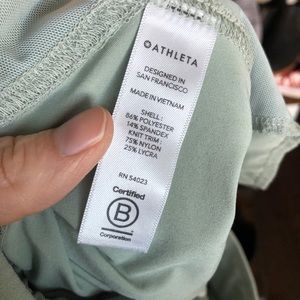 ATHLETA
DESIGNED IN
SAN FRANCISCO
MADE IN VIETNAM
SHELL:
86% POLYESTER
14% SPANDEX
KNIT TRIM:
75% NYLON
25% LYCRA
RN 54023
Certified
B
Corporation